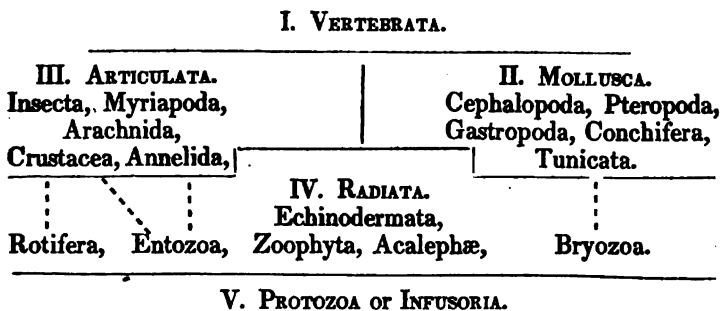 I. VERTEBRATA.
III. ARTICULATA.
Insecta, Myriapoda,
Arachnida,
Crustacea, Annelida,
II. MOLLUSCA.
Cephalopoda, Pteropoda,
Gastropoda, Conchifera,
Tunicata.
IV. RADIATA.
Echinodermata,
Rotifera, Entozoa, Zoophyta, Acalephæ, Bryozoa.
V. PROTOZOA or INFUSORIA.